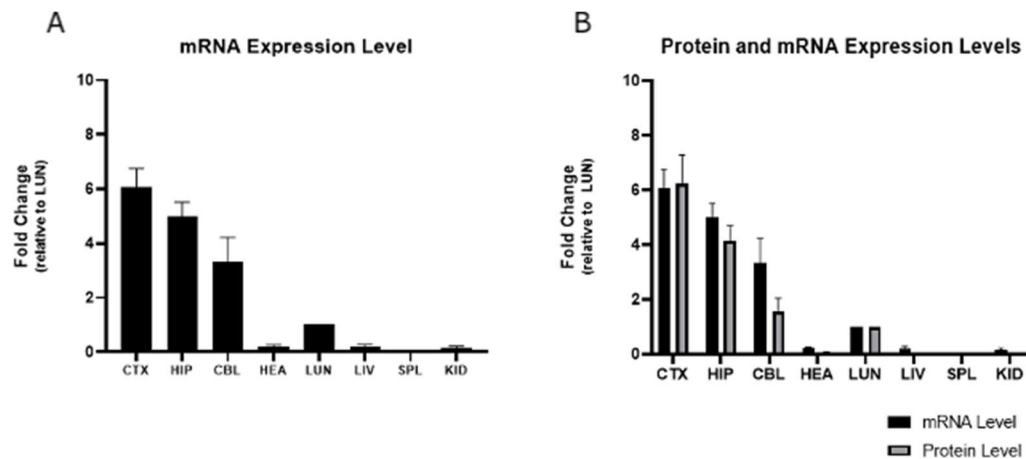 A
mRNA Expression Level
Fold Change
(relative to LUN)
10
8
6
4
2
0
CTX HIP CBL HEA LUN LIV SPL KID
B
Protein and mRNA Expression Levels
Fold Change
(relative to LUN)
10
8
6
4
2
0
CTX HIP CBL HEA LUN LIV SPL KID
mRNA Level
Protein Level